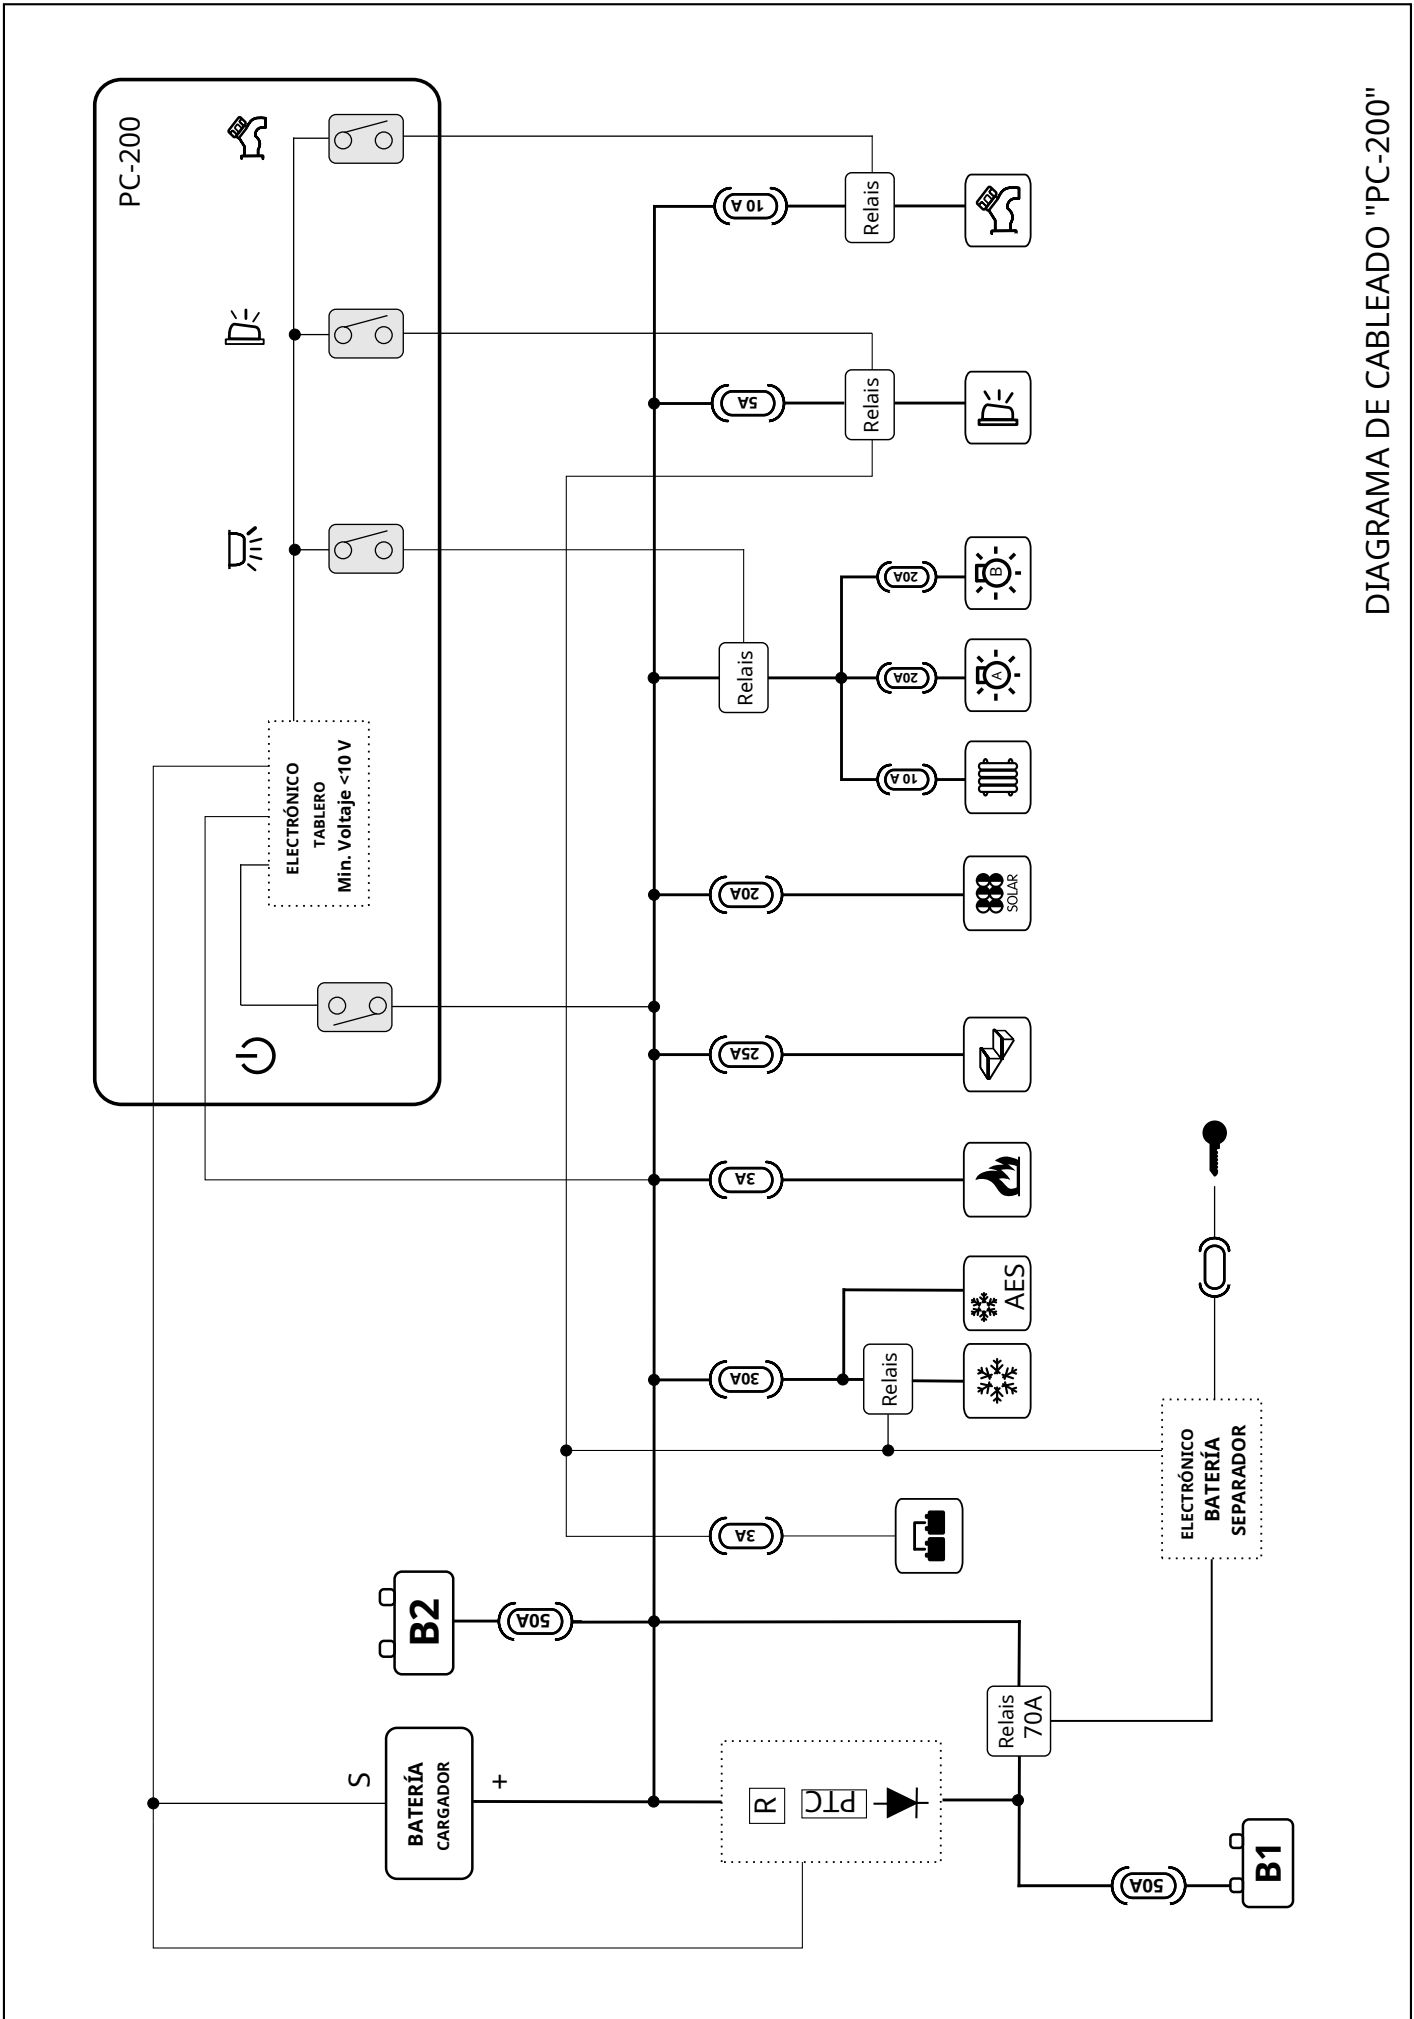 DIAGRAMA DE CABLEADO "PC-200"
PC-200
ELECTRÓNICO
TABLERO
Min. Voltaje <10 V
10 A
Relais
5A
Relais
Relais
20A
B
20A
A
10 A
20A
SOLAR
25A
3A
30A
AES
Relais
3A
ELECTRÓNICO
BATERÍA
SEPARADOR
B2
50A
S
BATERÍA
CARGADOR
+
R
PTC
Relais
70A
50A
B1